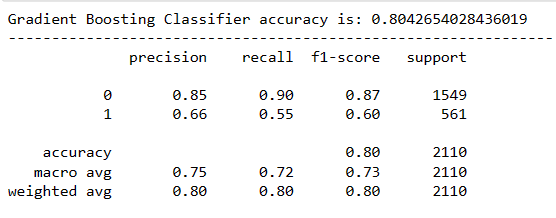 Gradient Boosting Classifier accuracy is: 0.8042654028436019
------------------------------------------------------------
precision recall f1-score support
0 0.85 0.90 0.87 1549
1 0.66 0.55 0.60 561
accuracy 0.80 2110
macro avg 0.75 0.72 0.73 2110
weighted avg 0.80 0.80 0.80 2110